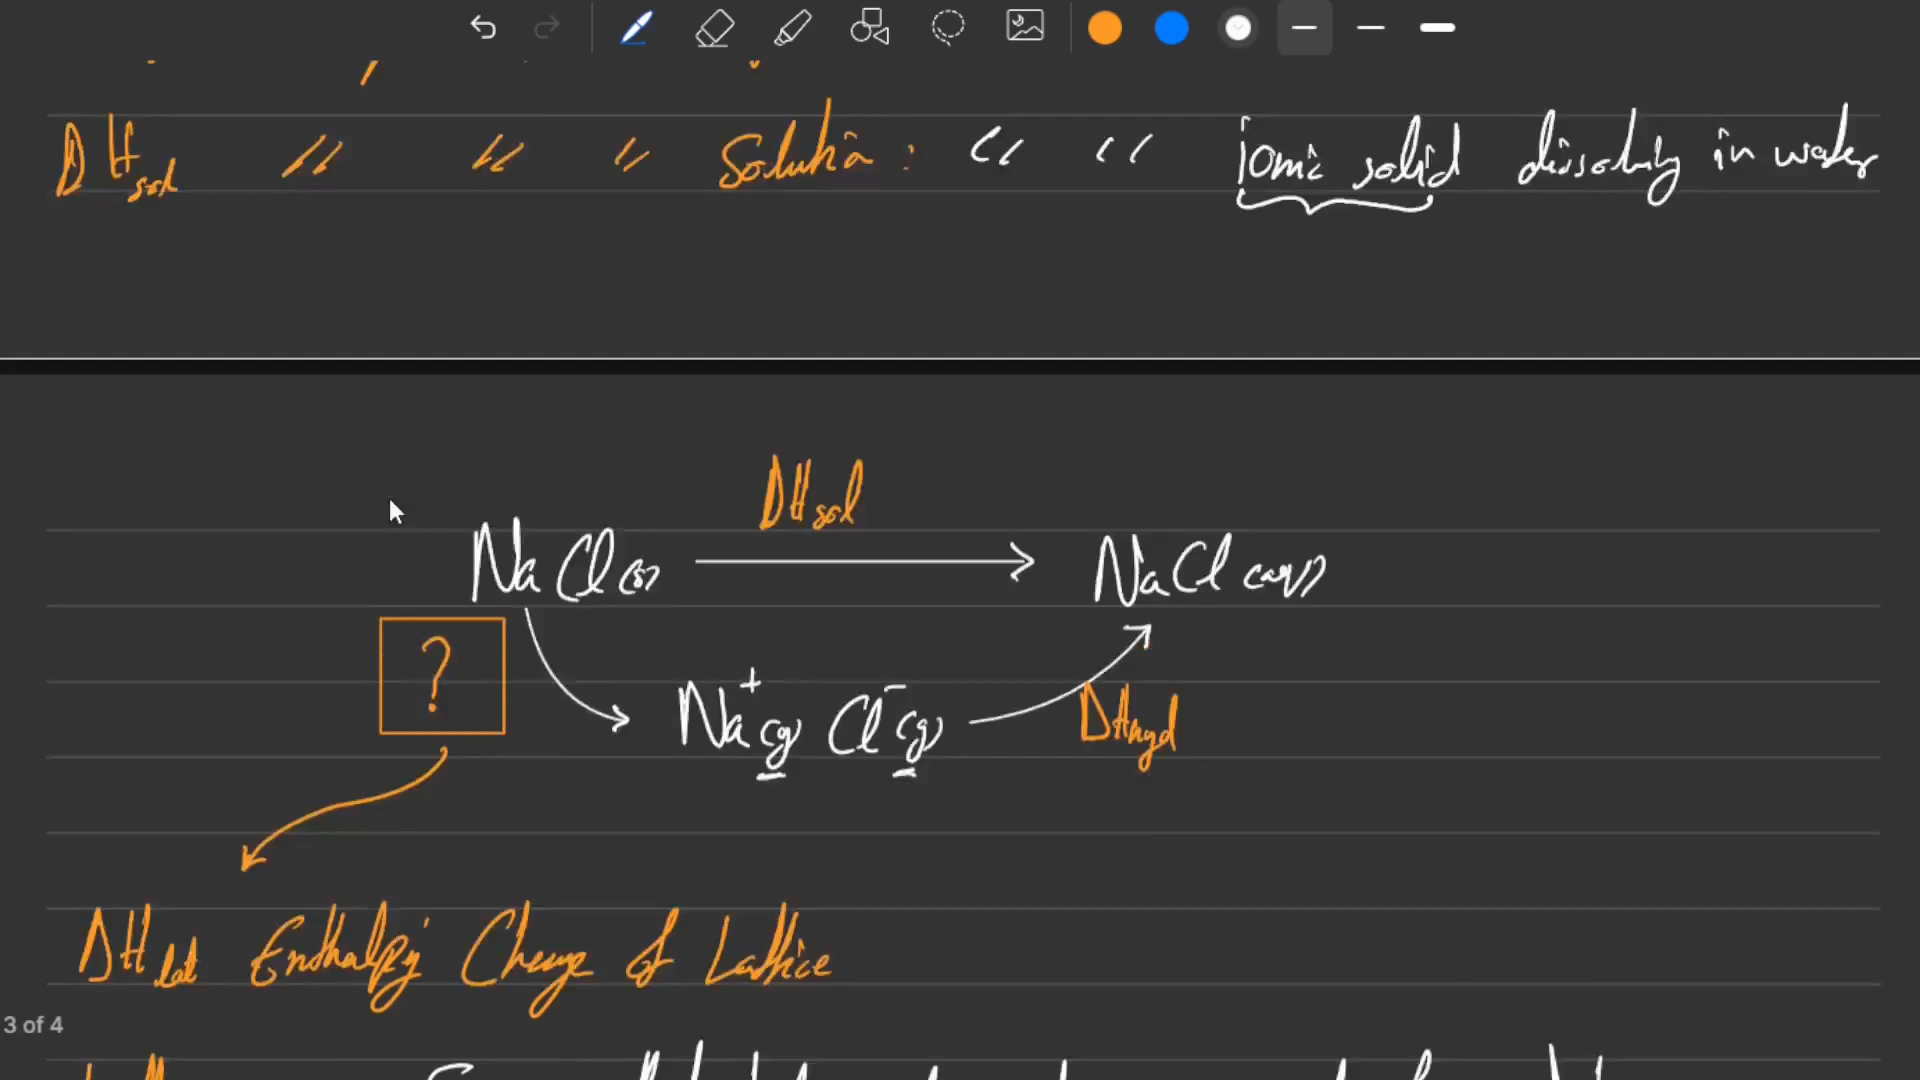 ΔHsol 〃 〃 〃 Solution : 〃 〃 ionic solid dissolving in water
ΔHsol
NaCl(s) NaCl(aq)
?
Na+(g) Cl-(g)
ΔHhyd
ΔHlat Enthalpy Change of Lattice
3 of 4